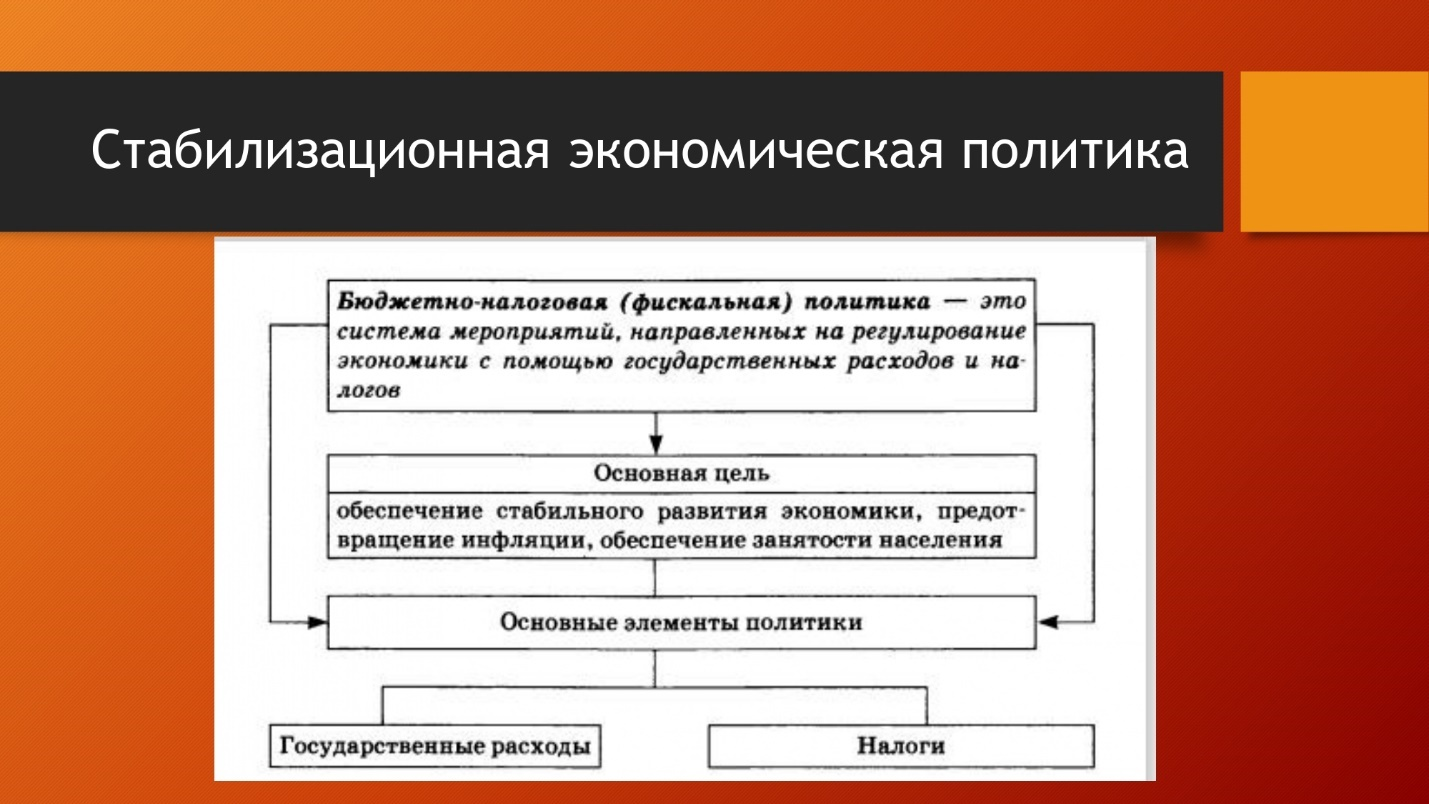 Стабилизационная экономическая политика
Бюджетно-налоговая (фискальная) политика — это
система мероприятий, направленных на регулирование
экономики с помощью государственных расходов и на-
логов
Основная цель
обеспечение стабильного развития экономики, предот-
вращение инфляции, обеспечение занятости населения
Основные элементы политики
Государственные расходы
Налоги